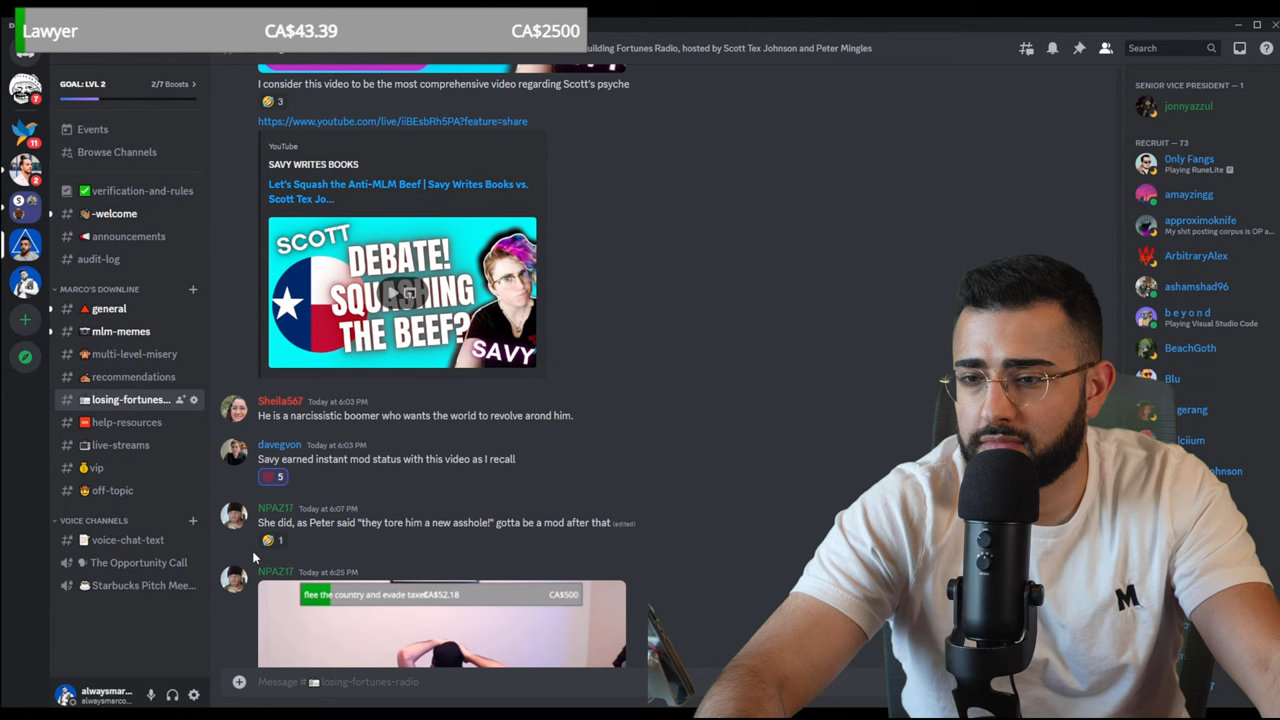 Lawyer CA$43.39 CA$2500
uilding Fortunes Radio, hosted by Scott Tex Johnson and Peter Mingles
Search
GOAL: LVL 2 2/7 Boosts
Events
Browse Channels
verification-and-rules
-welcome
announcements
audit-log
MARCO'S DOWNLINE
general
mlm-memes
multi-level-misery
recommendations
losing-fortunes...
help-resources
live-streams
vip
off-topic
VOICE CHANNELS
voice-chat-text
The Opportunity Call
Starbucks Pitch Mee...
alwaysmar...
alwaysmarco...
7
11
2
I consider this video to be the most comprehensive video regarding Scott's psyche
3
https://www.youtube.com/live/iiBEsbRh5PA?feature=share
YouTube
SAVY WRITES BOOKS
Let's Squash the Anti-MLM Beef | Savy Writes Books vs.
Scott Tex Jo...
SCOTT
DEBATE!
SQUASHING
THE BEEF?
SAVY
Sheila567 Today at 6:03 PM
He is a narcissistic boomer who wants the world to revolve arond him.
davegvon Today at 6:03 PM
Savy earned instant mod status with this video as I recall
5
NPAZ17 Today at 6:07 PM
She did, as Peter said "they tore him a new asshole!" gotta be a mod after that (edited)
1
NPAZ17 Today at 6:25 PM
flee the country and evade taxes CA$52.18 CA$500
Message # losing-fortunes-radio
SENIOR VICE PRESIDENT — 1
jonnyazzul
RECRUIT — 73
Only Fangs
Playing RuneLite
amayzingg
approximoknife
My shit posting corpus is OP a...
ArbitraryAlex
ashamshad96
b e y o n d
Playing Visual Studio Code
BeachGoth
Blu
gerang
lciium
ohnson
M